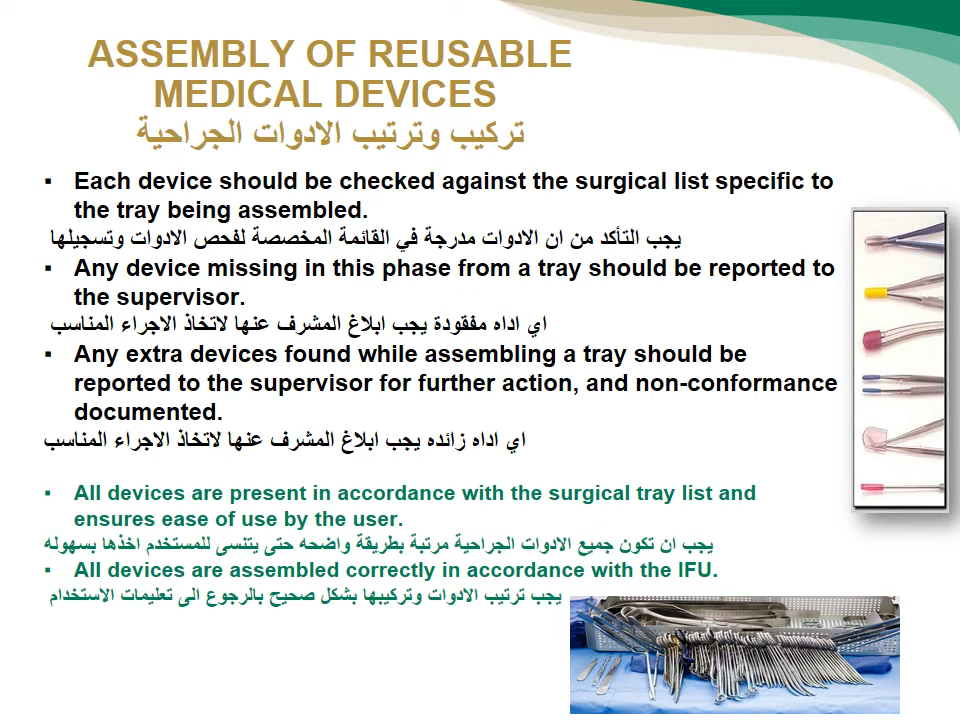 ASSEMBLY OF REUSABLE
MEDICAL DEVICES
تركيب وترتيب الادوات الجراحية
▪ Each device should be checked against the surgical list specific to
the tray being assembled.
يجب التأكد من ان الادوات مدرجة في القائمة المخصصة لفحص الادوات وتسجيلها
▪ Any device missing in this phase from a tray should be reported to
the supervisor.
اي اداه مفقودة يجب ابلاغ المشرف عنها لاتخاذ الاجراء المناسب
▪ Any extra devices found while assembling a tray should be
reported to the supervisor for further action, and non-conformance
documented.
اي اداه زائده يجب ابلاغ المشرف عنها لاتخاذ الاجراء المناسب
▪ All devices are present in accordance with the surgical tray list and
ensures ease of use by the user.
يجب ان تكون جميع الادوات الجراحية مرتبة بطريقة واضحه حتى يتنسى للمستخدم اخذها بسهوله
▪ All devices are assembled correctly in accordance with the IFU.
يجب ترتيب الادوات وتركيبها بشكل صحيح بالرجوع الى تعليمات الاستخدام